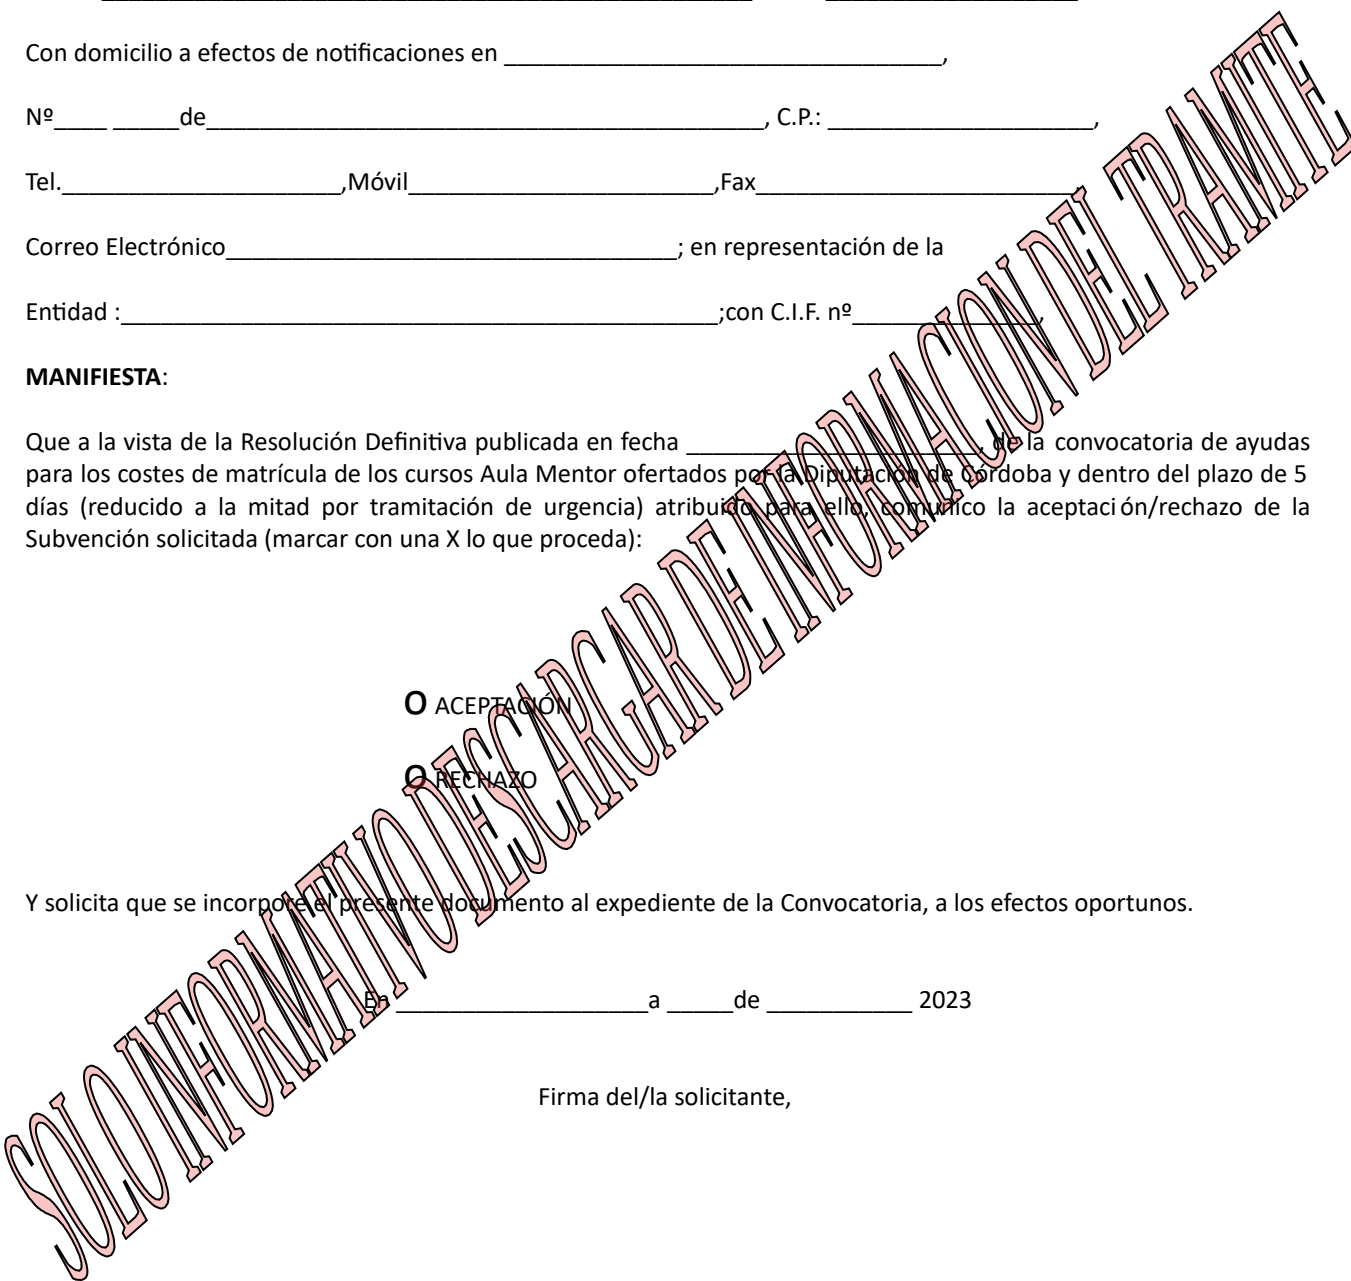 Con domicilio a efectos de notificaciones en _________________________________,
Nº____ _____de__________________________________________, C.P.: ____________________,
Tel._____________________,Móvil_______________________,Fax________________________,
Correo Electrónico__________________________________; en representación de la
Entidad :_____________________________________________;con C.I.F. nº______________,
MANIFIESTA:
Que a la vista de la Resolución Definitiva publicada en fecha ______________________, de la convocatoria de ayudas
para los costes de matrícula de los cursos Aula Mentor ofertados por la Diputación de Córdoba y dentro del plazo de 5
días (reducido a la mitad por tramitación de urgencia) atribuido para ello, comunico la aceptación/rechazo de la
Subvención solicitada (marcar con una X lo que proceda):
O ACEPTACIÓN
O RECHAZO
Y solicita que se incorpore el presente documento al expediente de la Convocatoria, a los efectos oportunos.
En ___________________a _____de ___________ 2023
Firma del/la solicitante,
SOLO INFORMATIVO DESCARGAR DE INFORMACION DEL TRAMITE